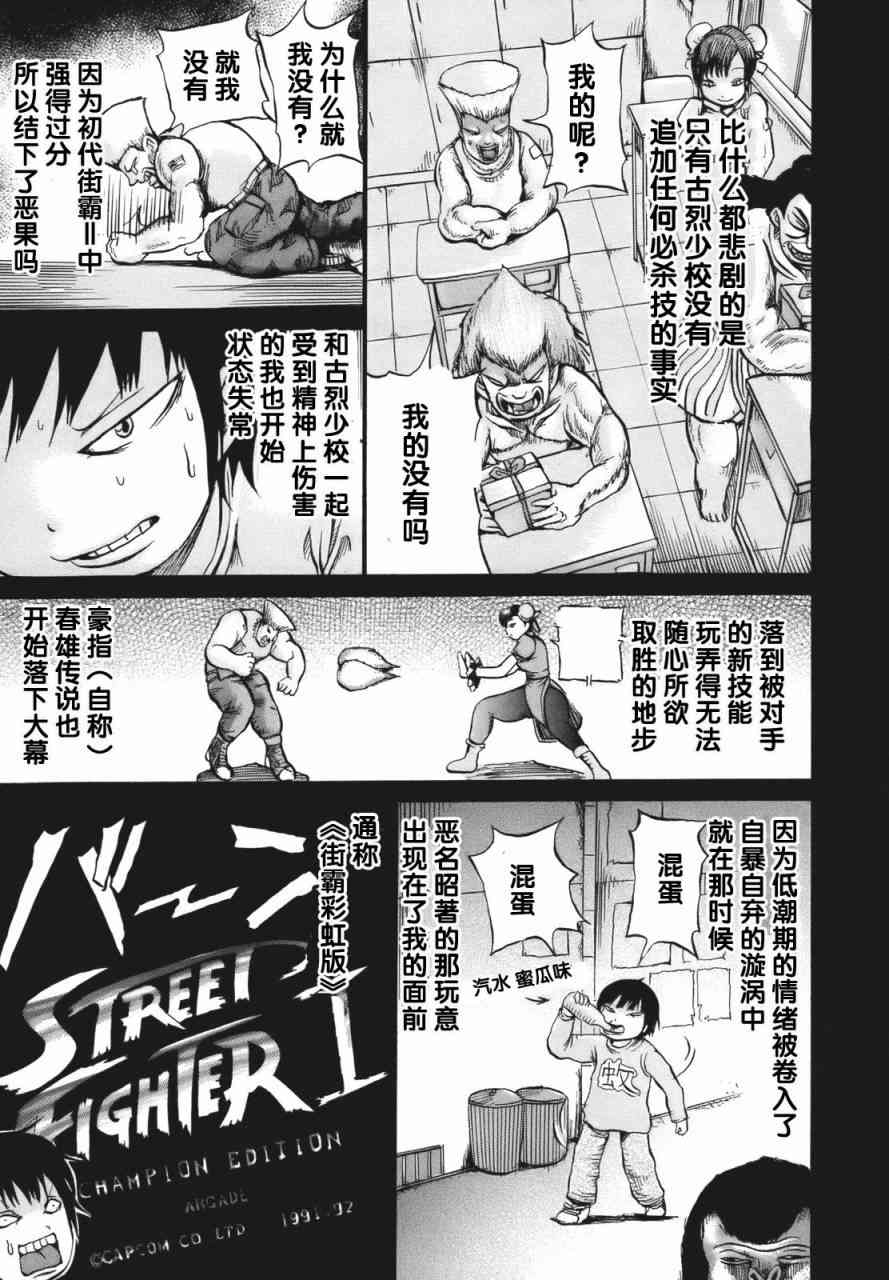 比什么都悲剧的是
只有古烈少校没有
追加任何必杀技的事实
我的呢？
我的没有吗
为什么就
我没有？
就我
没有
因为初代街霸Ⅱ中
强得过分
所以结下了恶果吗
和古烈少校一起
受到精神上伤害
的我也开始
状态失常
落到被对手
的新技能
玩弄得无法
随心所欲
取胜的地步
豪指（自称）
春雄传说也
开始落下大幕
因为低潮期的情绪被卷入了
自暴自弃的漩涡中
就在那时候
混蛋
混蛋
汽水 蜜瓜味
蚊
恶名昭著的那玩意
出现在了我的面前
通称
《街霸彩虹版》
バーン
STREET
FIGHTER I
CHAMPION EDITION
ARCADE
©CAPCOM CO LTD 1991.92